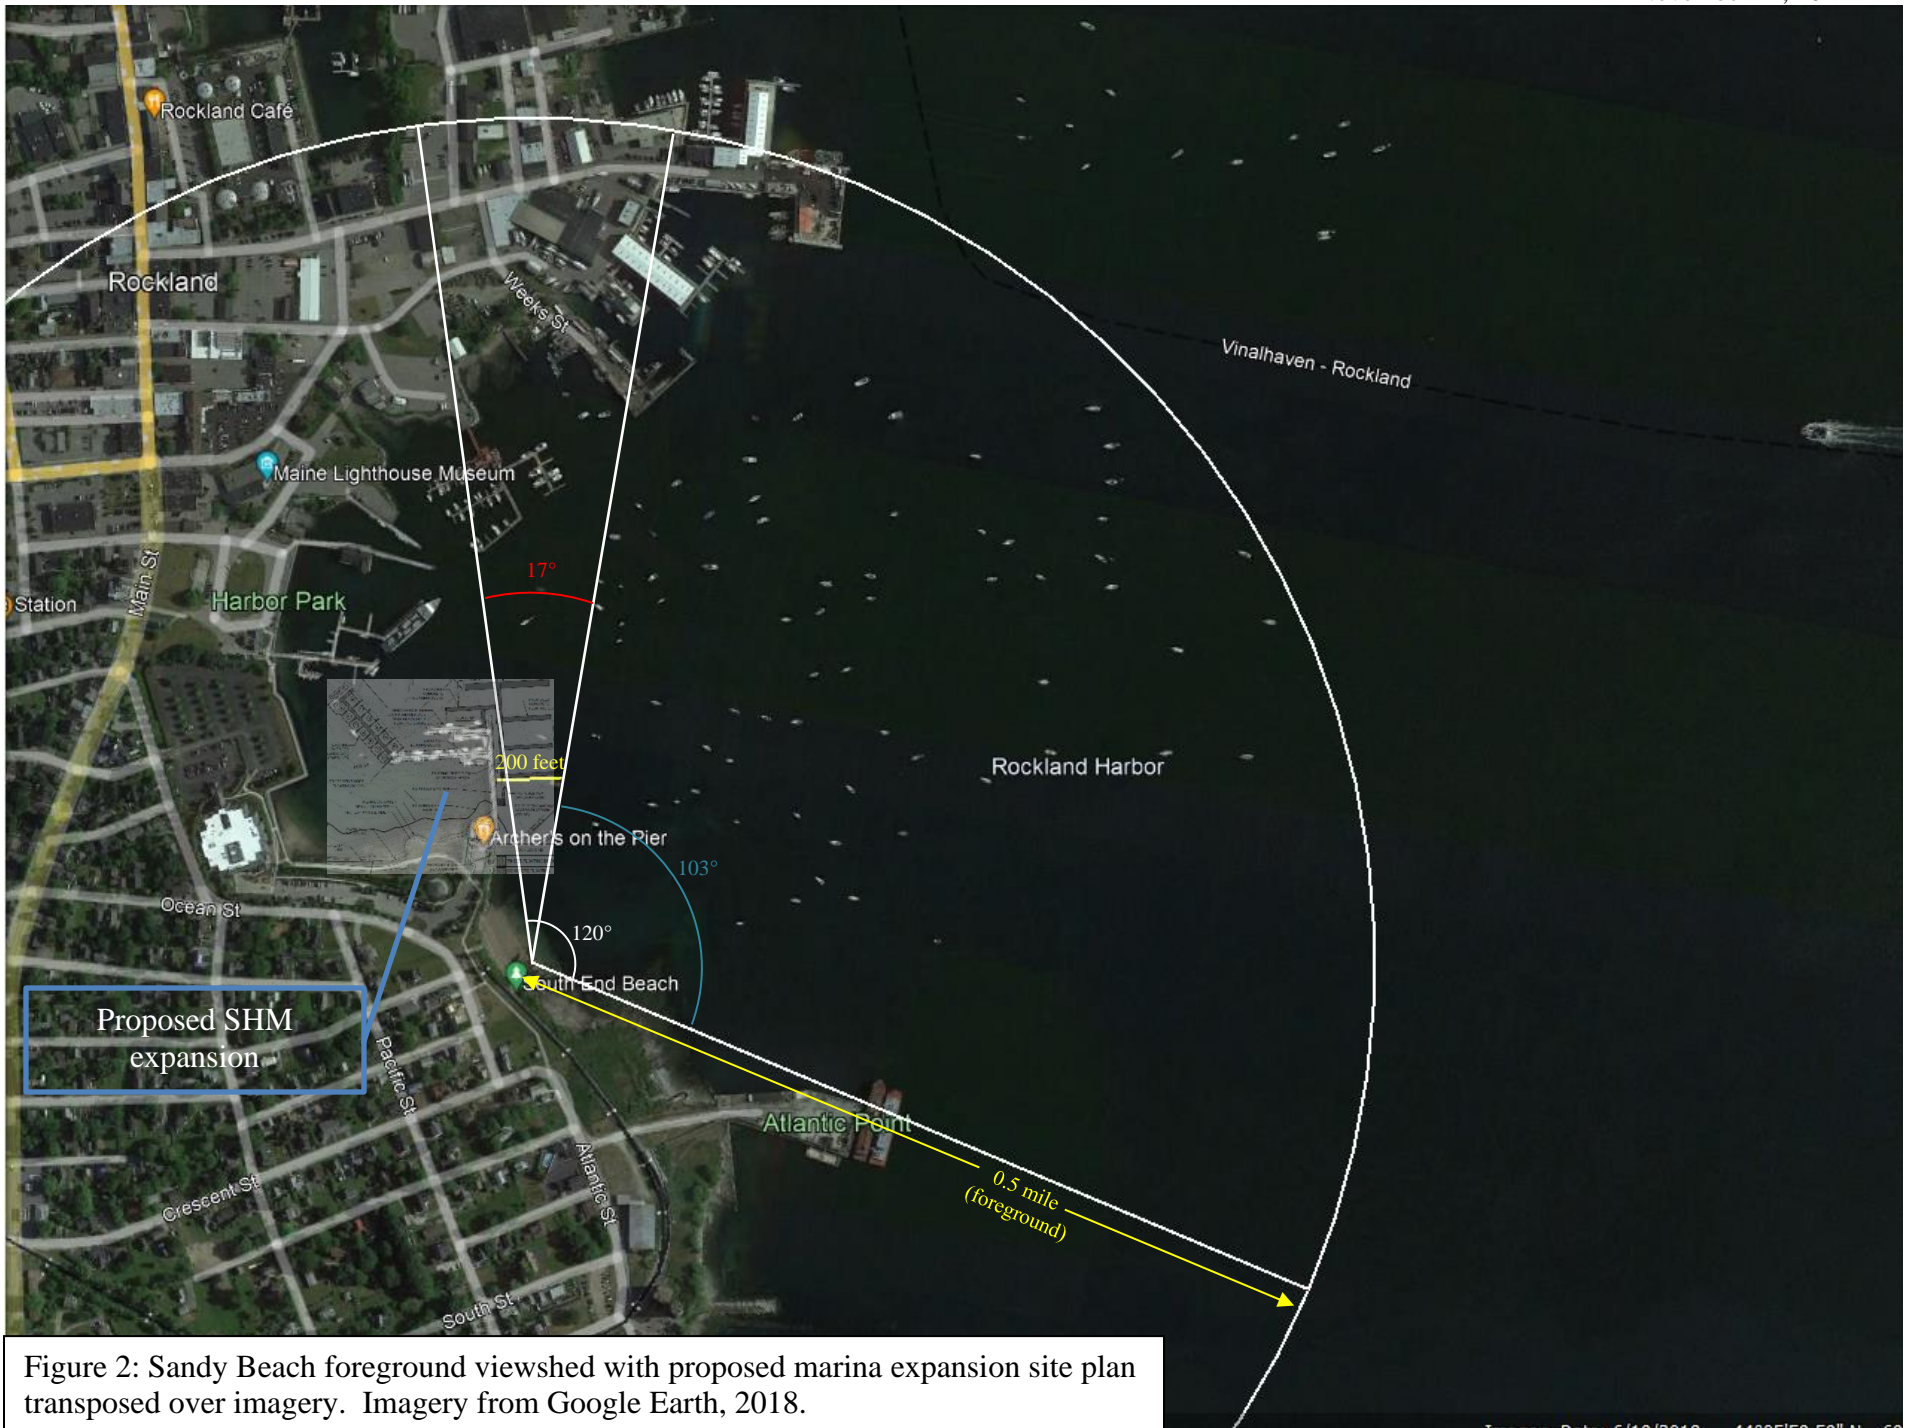 Rockland Café
Rockland
Weeks St
Vinalhaven - Rockland
Maine Lighthouse Museum
Main St
Station
Harbor Park
17°
200 feet
Rockland Harbor
Archer's on the Pier
103°
Ocean St
120°
South End Beach
Proposed SHM
expansion
Pacific St
Atlantic Point
Atlantic St
0.5 mile
(foreground)
Crescent St
South St
Figure 2: Sandy Beach foreground viewshed with proposed marina expansion site plan
transposed over imagery. Imagery from Google Earth, 2018.